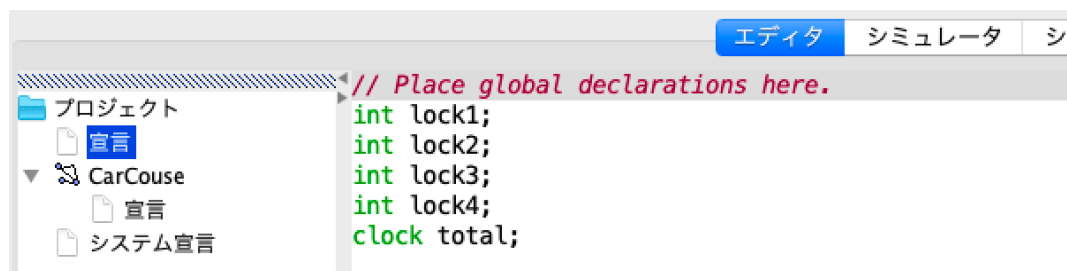 エディタ シミュレータ シ
プロジェクト
宣言
CarCouse
宣言
システム宣言
// Place global declarations here.
int lock1;
int lock2;
int lock3;
int lock4;
clock total;